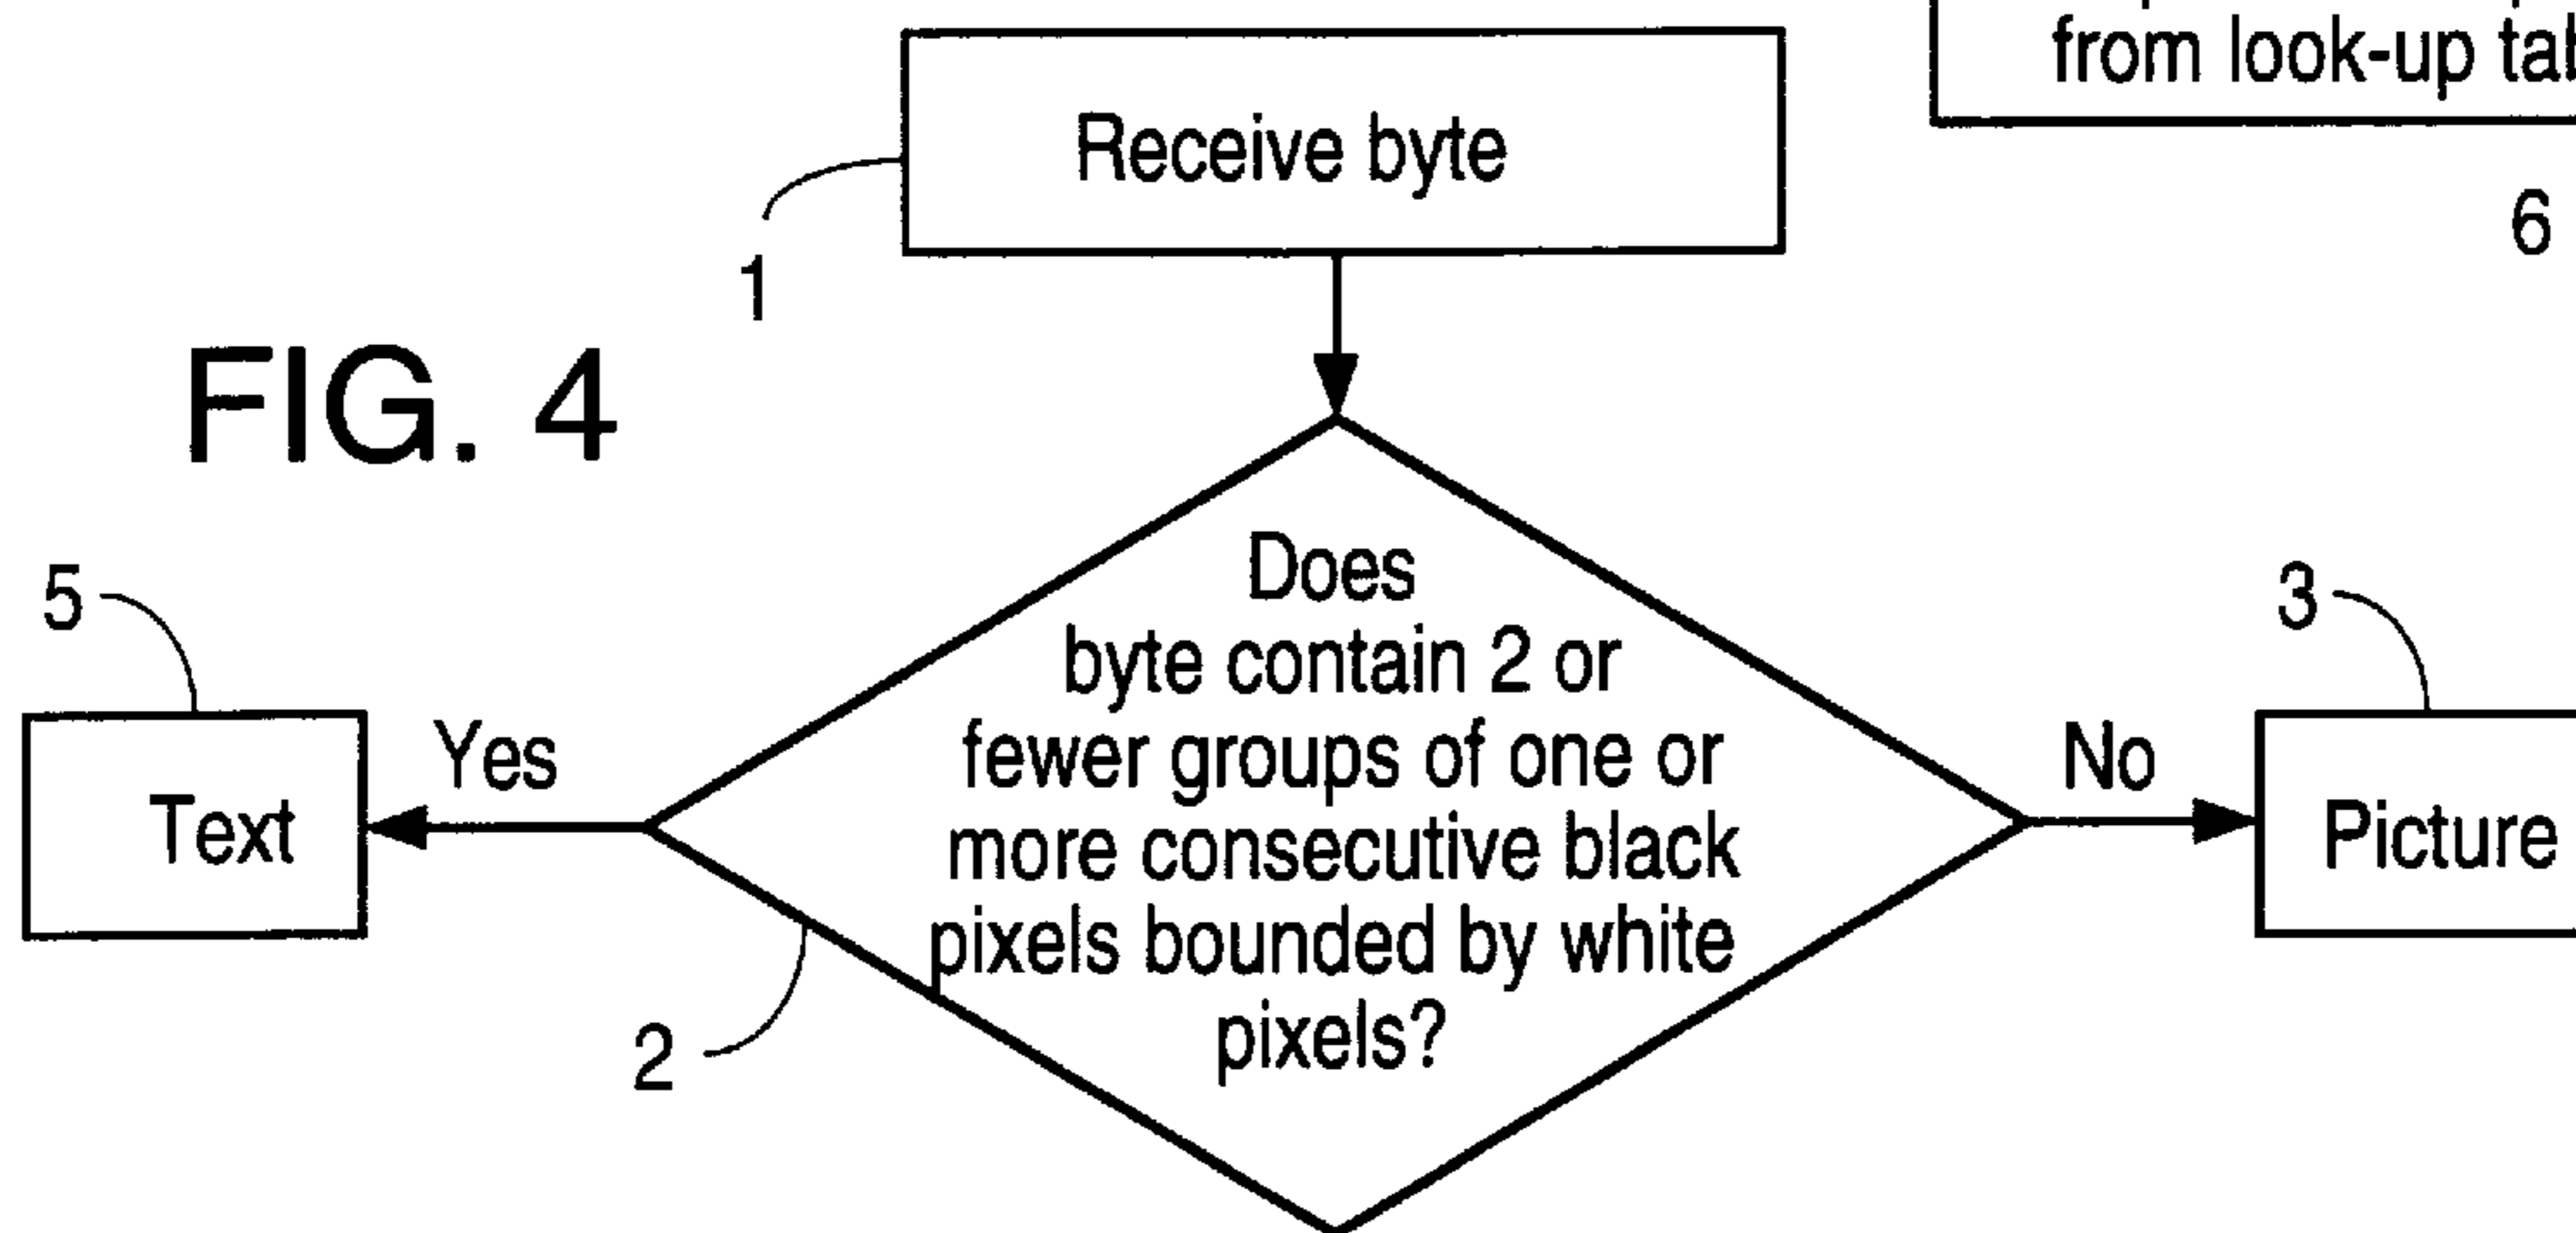 from look-up
6
Receive byte
1
FIG. 4
Does
byte contain 2 or
fewer groups of one or
more consecutive black
pixels bounded by white
pixels?
2
Yes
Text
5
No
Picture
3